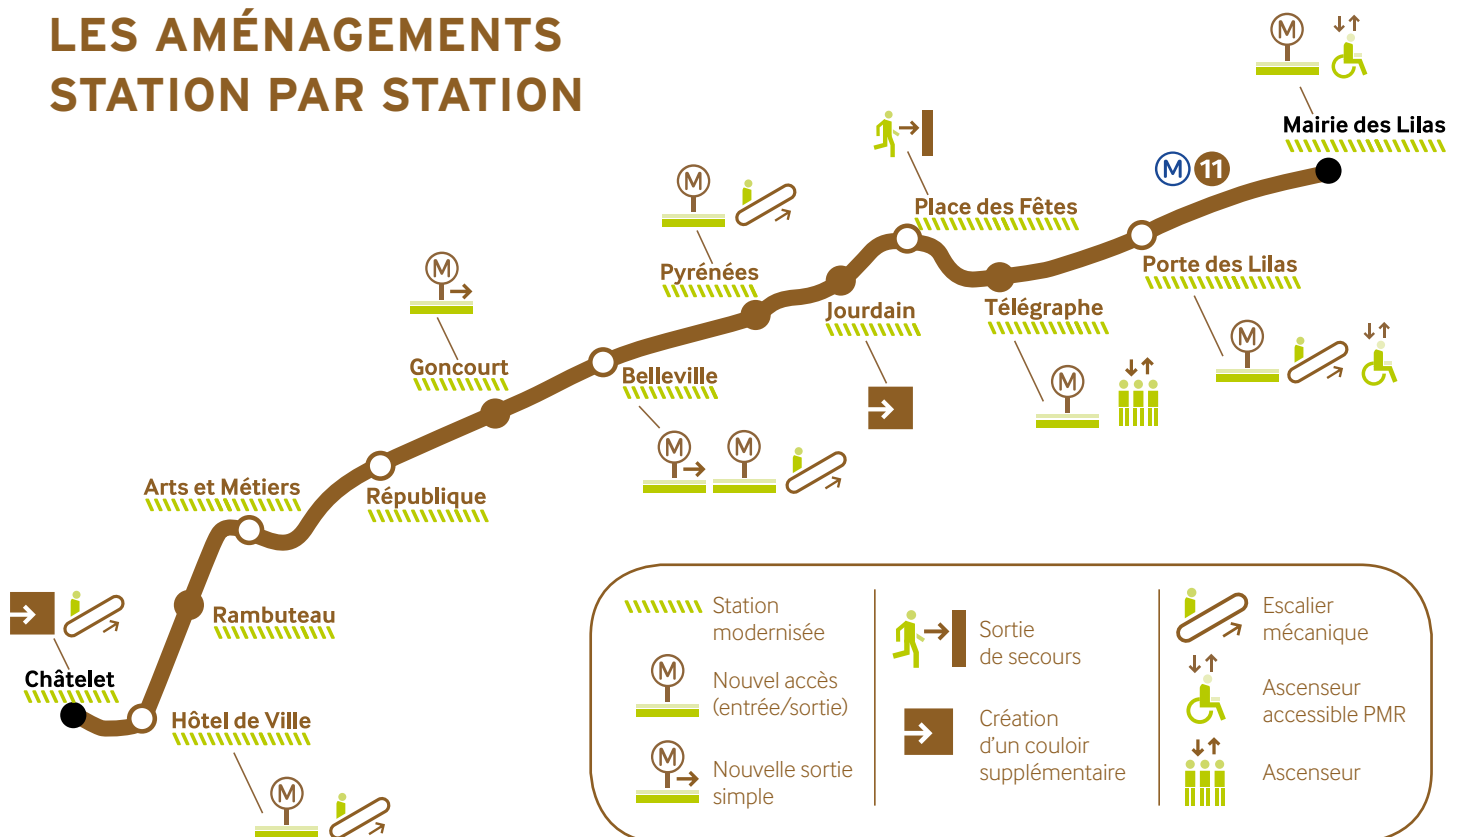 LES AMÉNAGEMENTS
STATION PAR STATION
M
Mairie des Lilas
M 11
Place des Fêtes
M
Pyrénées
Porte des Lilas
M
Jourdain
Télégraphe
M
Goncourt
M
Belleville
M
M
M
Arts et Métiers
République
Rambuteau
Châtelet
Hôtel de Ville
M
Station
modernisée
M
Nouvel accès
(entrée/sortie)
M
Nouvelle sortie
simple
Sortie
de secours
Création
d'un couloir
supplémentaire
Escalier
mécanique
Ascenseur
accessible PMR
Ascenseur